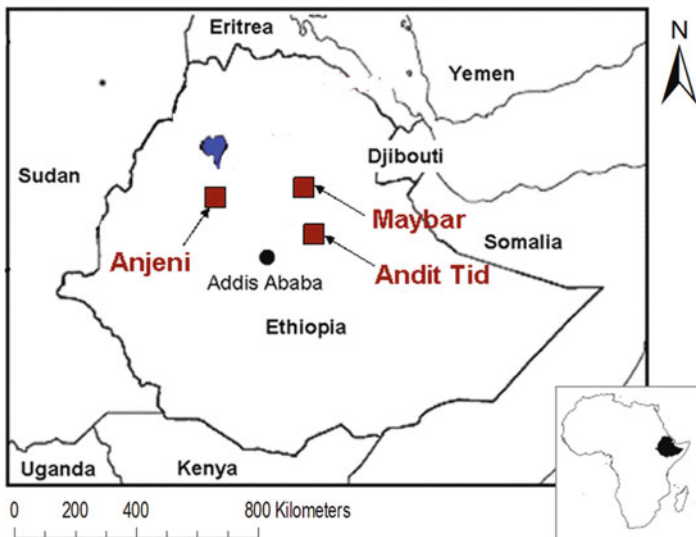 Eritrea
N
Yemen
Djibouti
Sudan
Maybar
Somalia
Anjeni
Andit Tid
Addis Ababa
Ethiopia
Uganda
Kenya
0 200 400 800 Kilometers